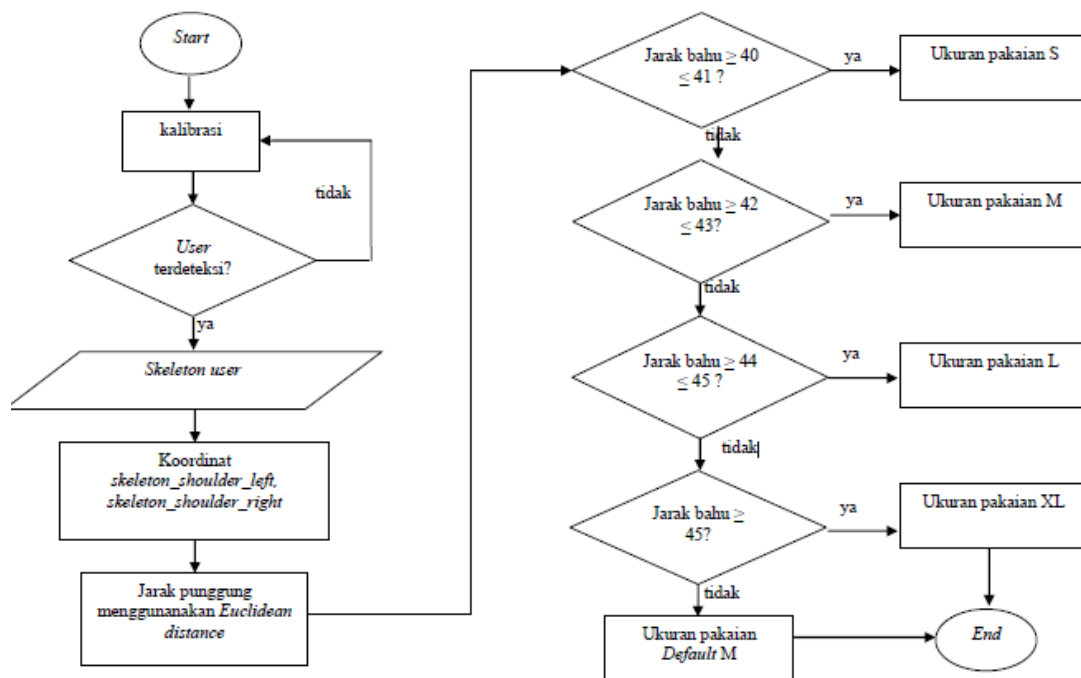 Start
kalibrasi
tidak
User
terdeteksi?
ya
Skeleton user
Koordinat
skeleton_shoulder_left,
skeleton_shoulder_right
Jarak punggung
menggunanakan Euclidean
distance
Jarak bahu ≥ 40
≤ 41 ?
ya
Ukuran pakaian S
tidak
Jarak bahu ≥ 42
≤ 43?
ya
Ukuran pakaian M
tidak
Jarak bahu ≥ 44
≤ 45 ?
ya
Ukuran pakaian L
tidak
Jarak bahu ≥
45?
ya
Ukuran pakaian XL
tidak
Ukuran pakaian
Default M
End